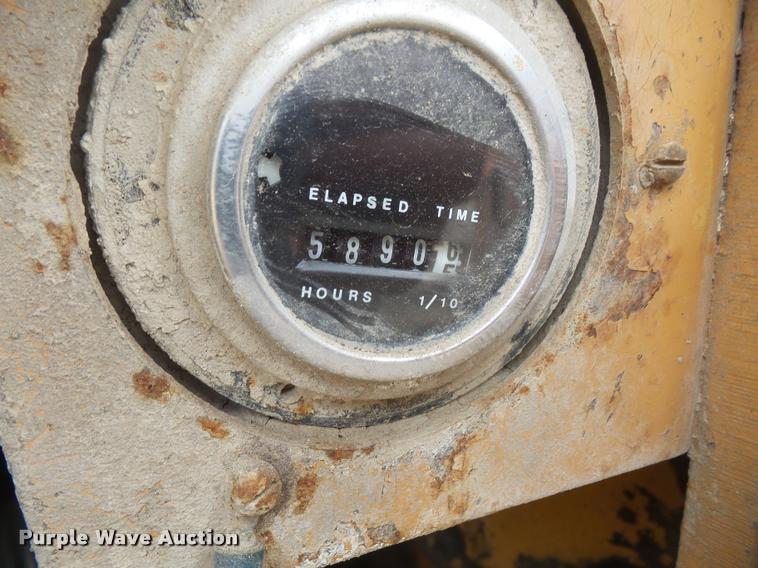 ELAPSED TIME
5890
HOURS 1/10
Purple Wave Auction